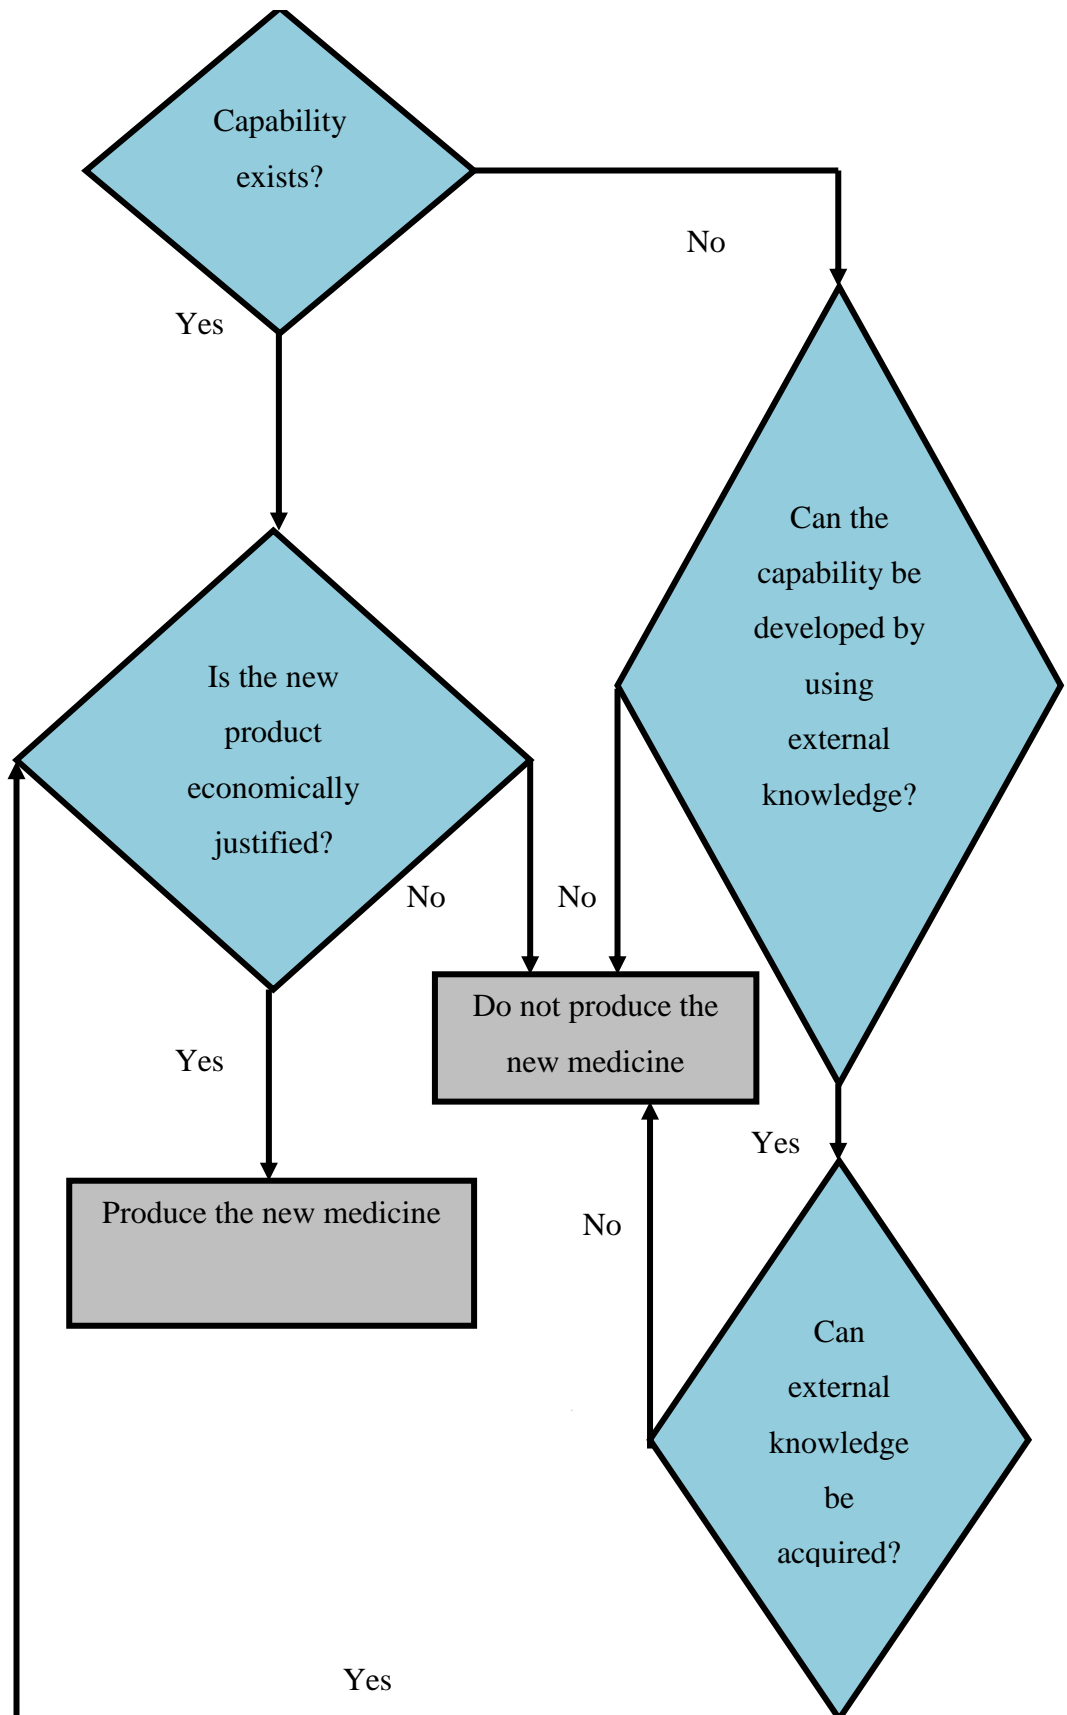 Capability
exists?
No
Yes
Can the
capability be
developed by
using
external
knowledge?
Is the new
product
economically
justified?
No
No
Do not produce the
new medicine
Yes
Yes
Produce the new medicine
No
Can
external
knowledge
be
acquired?
Yes